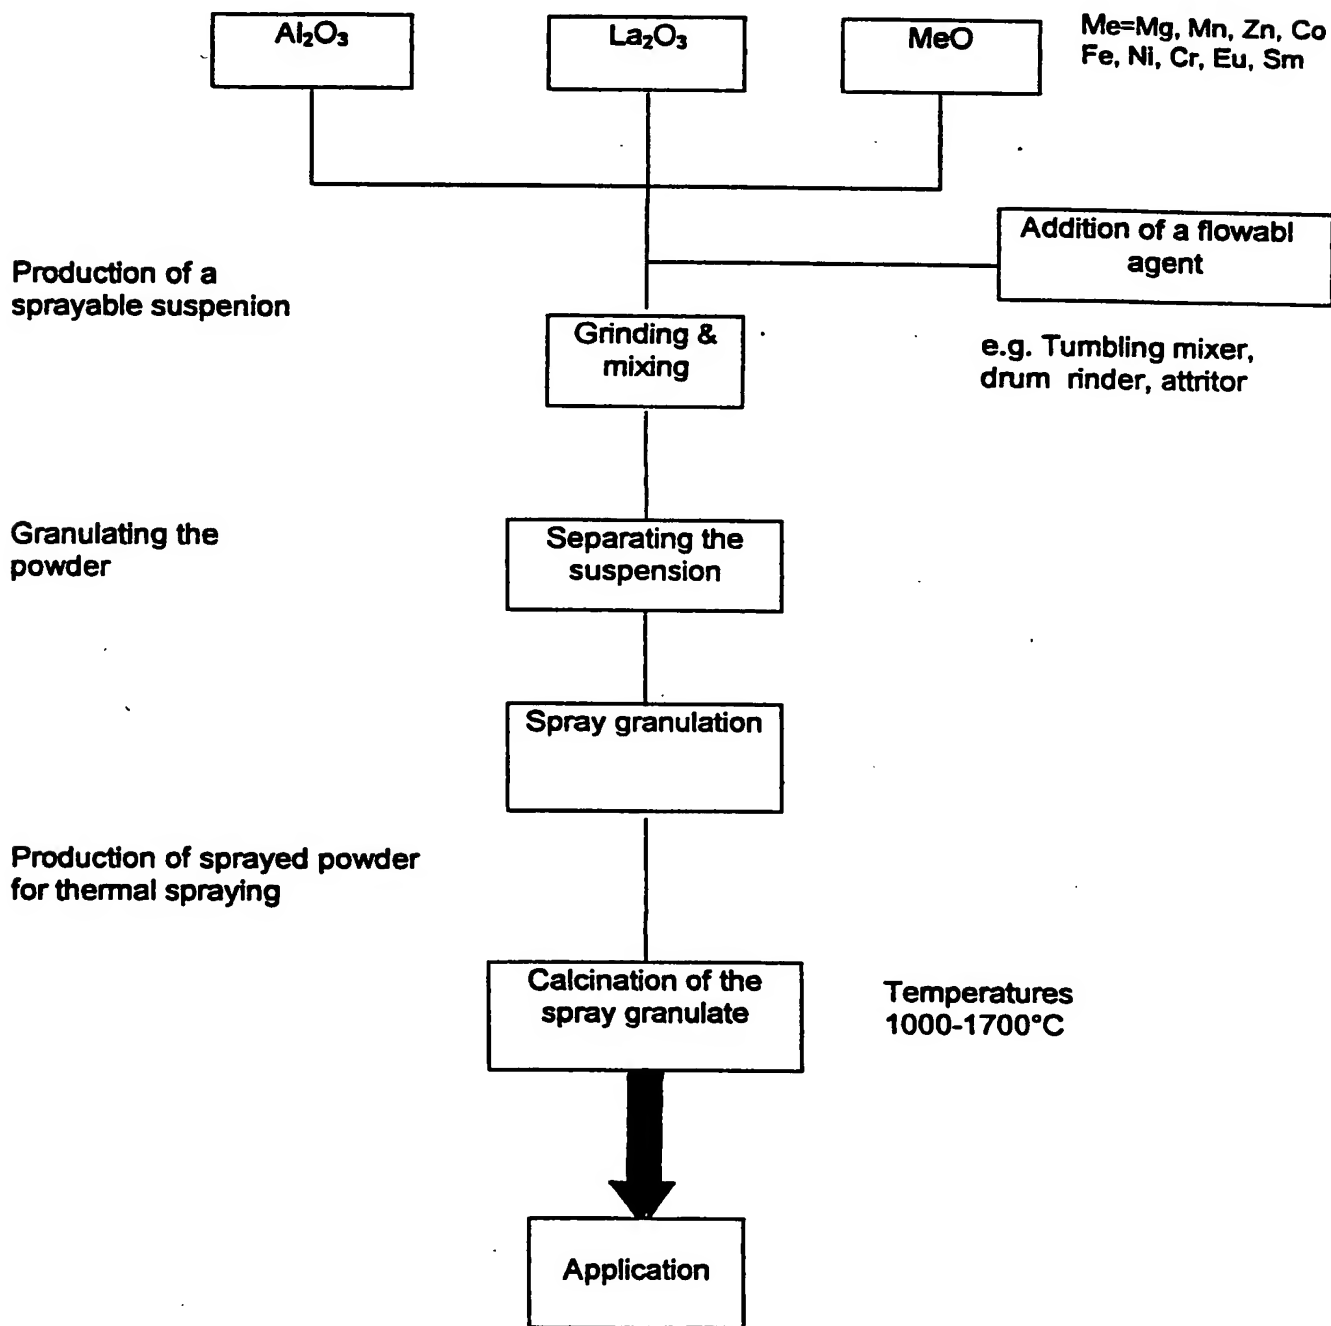 Al₂O₃
La₂O₃
MeO
Me=Mg, Mn, Zn, Co
Fe, Ni, Cr, Eu, Sm
Addition of a flowabl
agent
Production of a
sprayable suspenion
Grinding &
mixing
e.g. Tumbling mixer,
drum rinder, attritor
Granulating the
powder
Separating the
suspension
Spray granulation
Production of sprayed powder
for thermal spraying
Calcination of the
spray granulate
Temperatures
1000-1700°C
Application